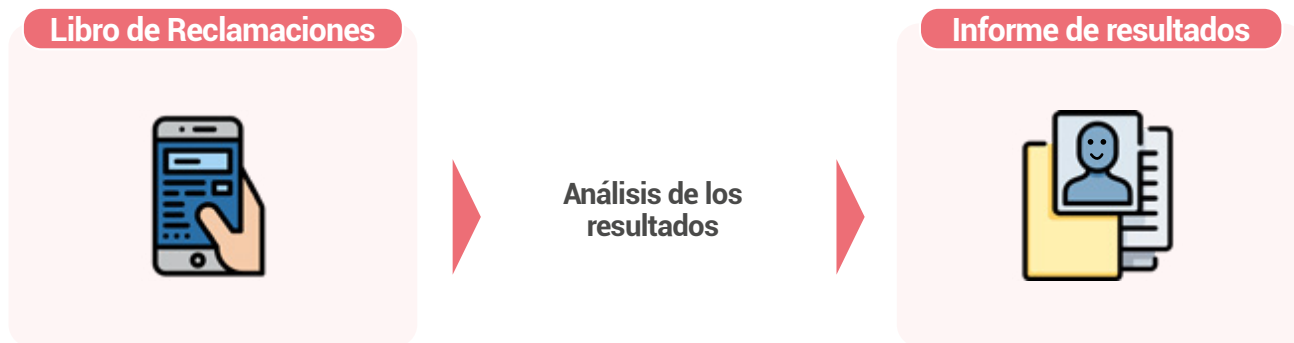 Libro de Reclamaciones
Análisis de los
resultados
Informe de resultados